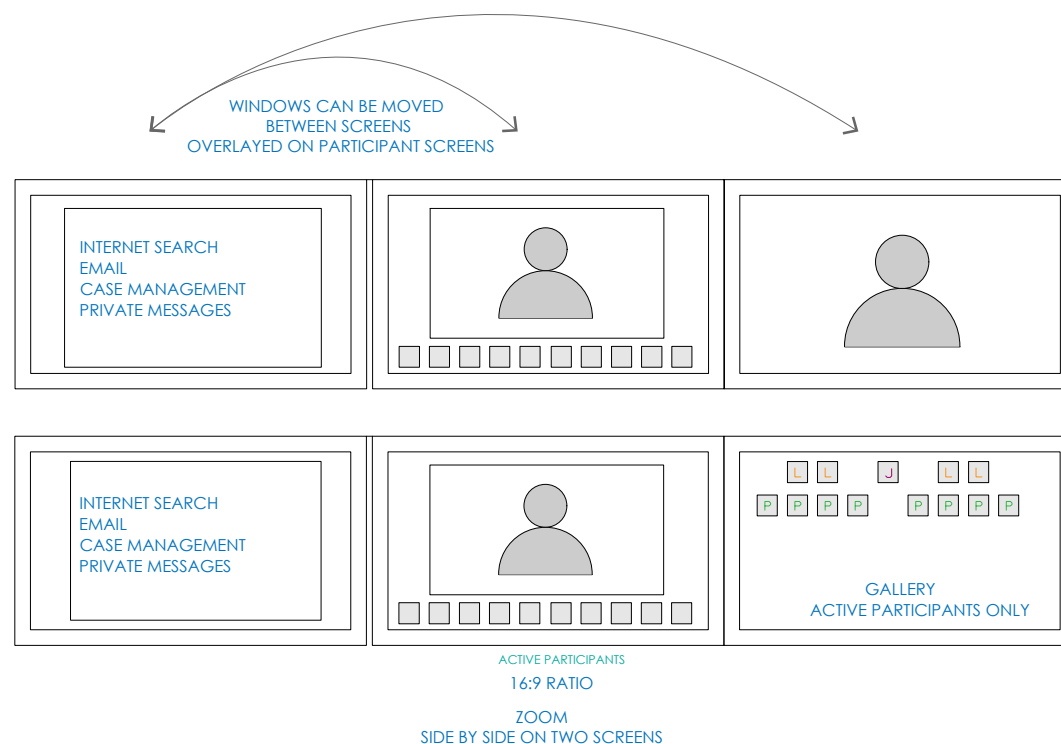 WINDOWS CAN BE MOVED
BETWEEN SCREENS
OVERLAYED ON PARTICIPANT SCREENS
INTERNET SEARCH
EMAIL
CASE MANAGEMENT
PRIVATE MESSAGES
INTERNET SEARCH
EMAIL
CASE MANAGEMENT
PRIVATE MESSAGES
L L J L L
P P P P P P P P
GALLERY
ACTIVE PARTICIPANTS ONLY
ACTIVE PARTICIPANTS
16:9 RATIO
ZOOM
SIDE BY SIDE ON TWO SCREENS